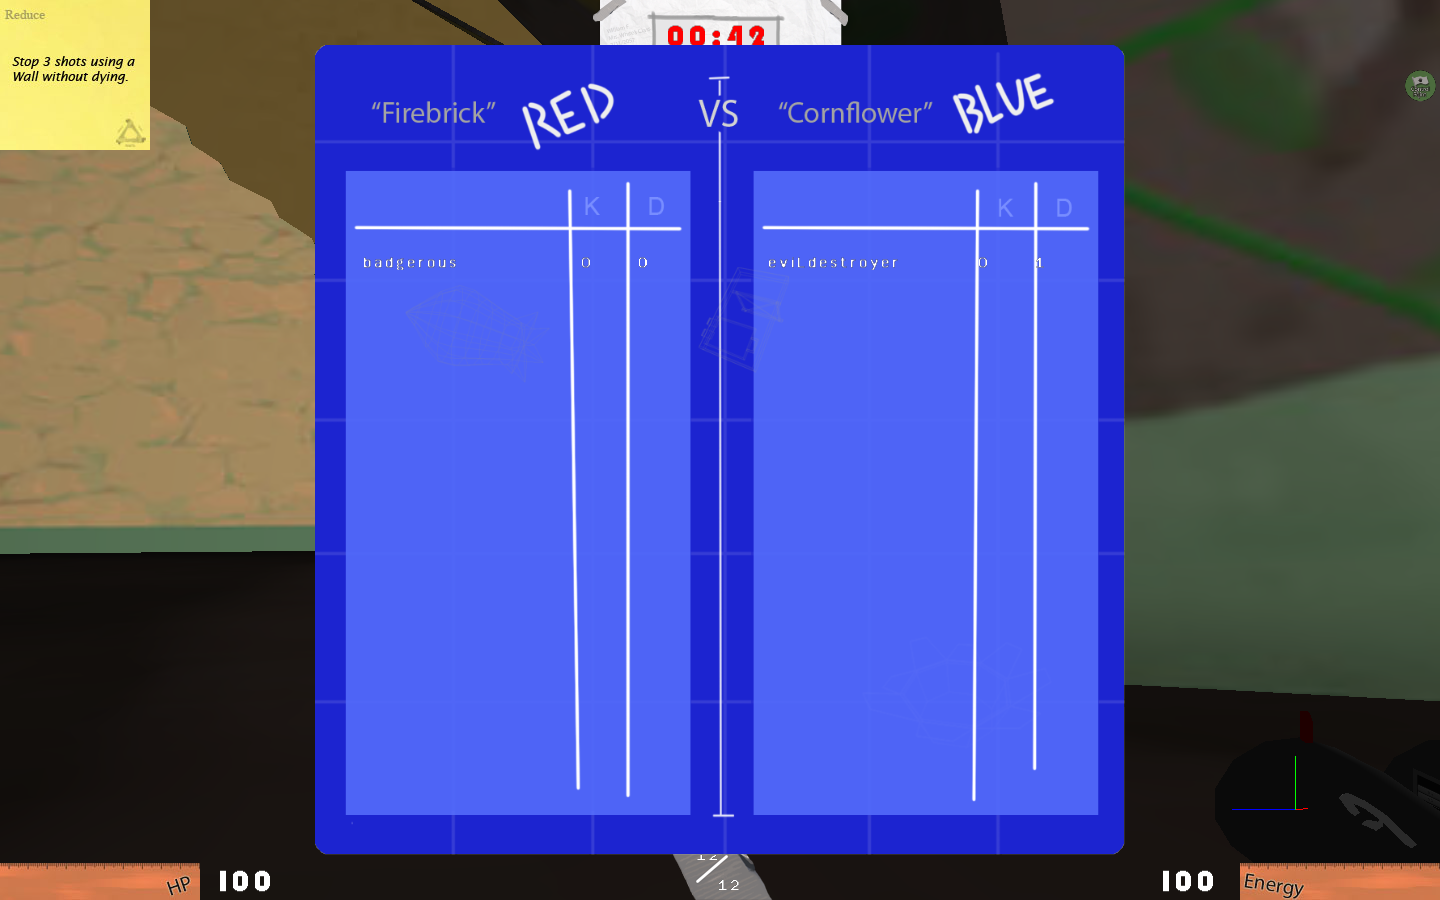 Reduce
Stop 3 shots using a
Wall without dying.
00:42
“Firebrick” RED VS “Cornflower” BLUE
K D K D
badgerous 0 0 evil destroyer 0 1
12
12
HP 100 100 Energy